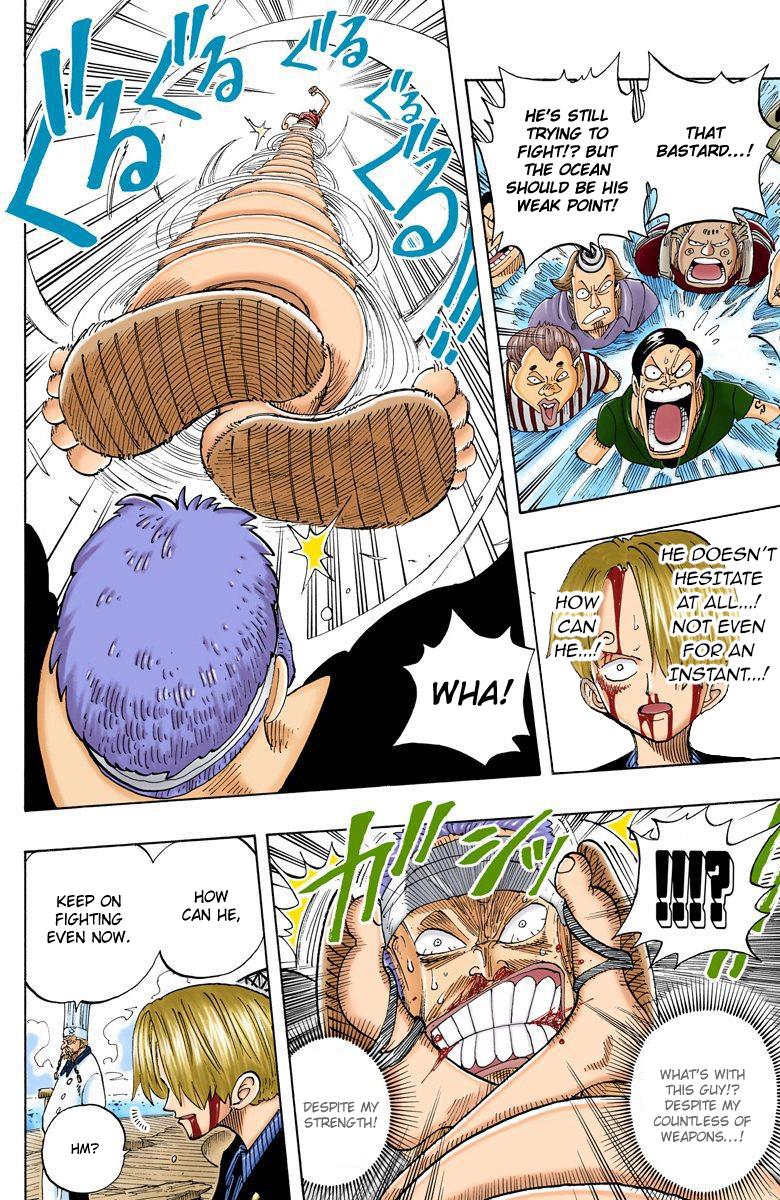 THAT
BASTARD...!
HE'S STILL
TRYING TO
FIGHT!? BUT
THE OCEAN
SHOULD BE HIS
WEAK POINT!
HE DOESN'T
HESITATE
AT ALL...!
NOT EVEN
FOR AN
INSTANT...!
HOW
CAN
HE...!
ぐる
ぐる
ぐる
ぐる
ぐる!!!
WHA!
!!!!?
ガシッ!!
WHAT'S WITH
THIS GUY!?
DESPITE MY
COUNTLESS OF
WEAPONS...!
DESPITE MY
STRENGTH!
HOW
CAN HE,
KEEP ON
FIGHTING
EVEN NOW.
HM?